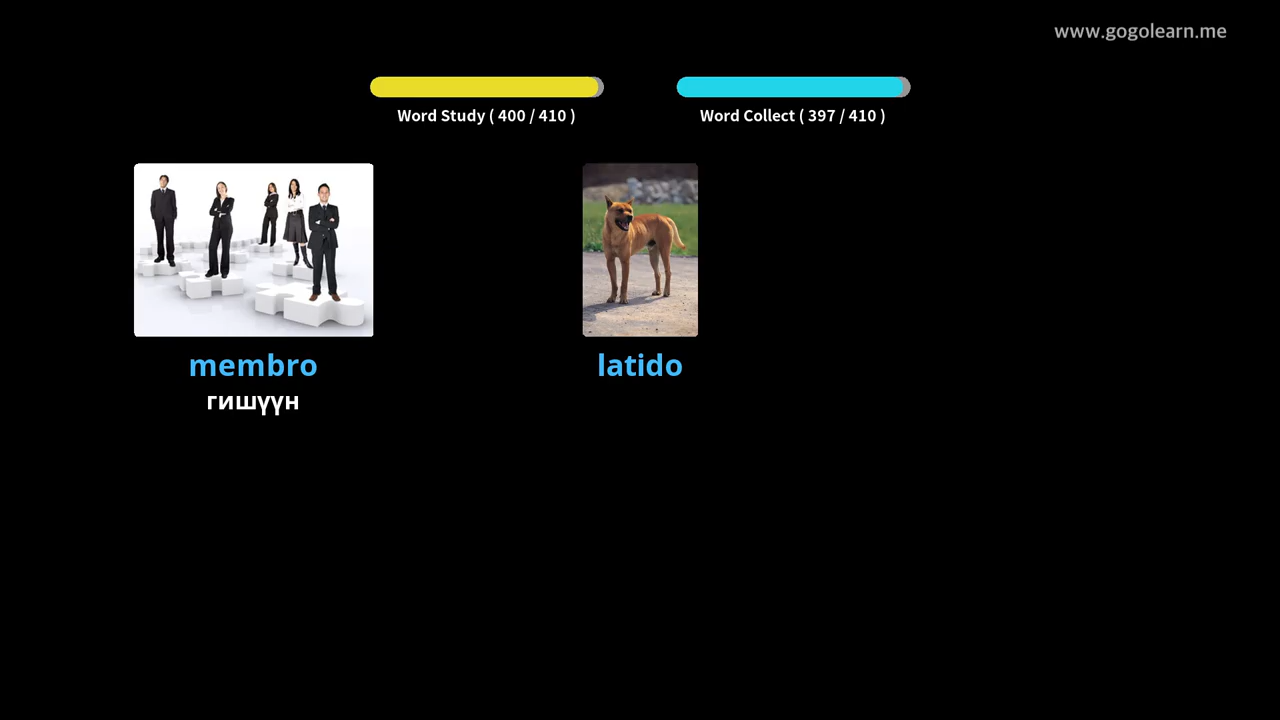 www.gogolearn.me
Word Study ( 400 / 410 )
Word Collect ( 397 / 410 )
membro
latido
гишүүн